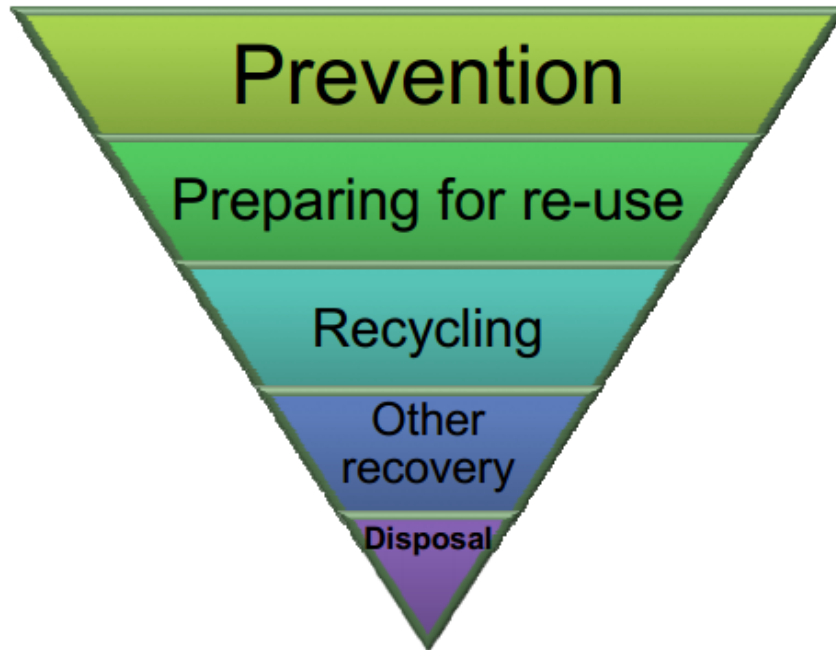 Prevention
Preparing for re-use
Recycling
Other
recovery
Disposal